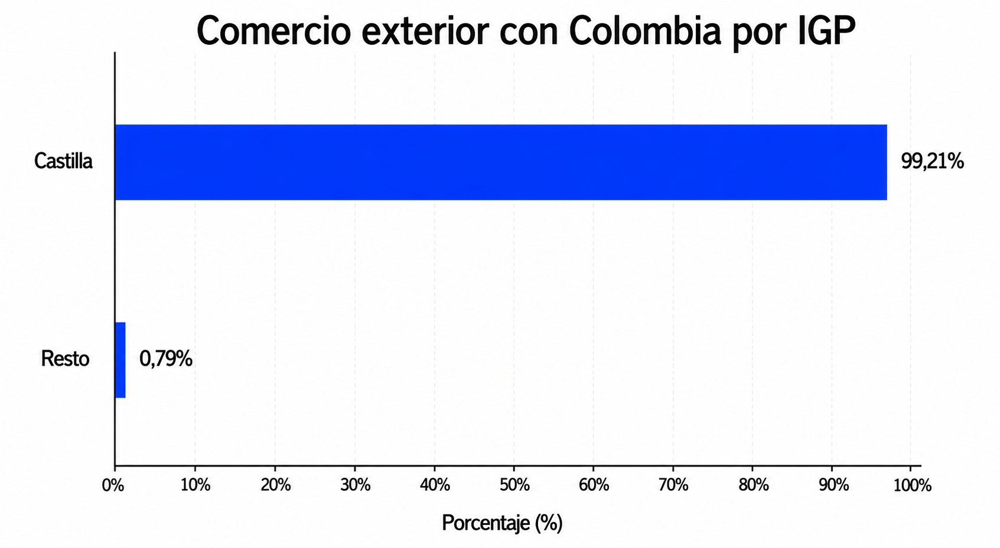 Comercio exterior con Colombia por IGP
Castilla
99,21%
Resto
0,79%
0% 10% 20% 30% 40% 50% 60% 70% 80% 90% 100%
Porcentaje (%)